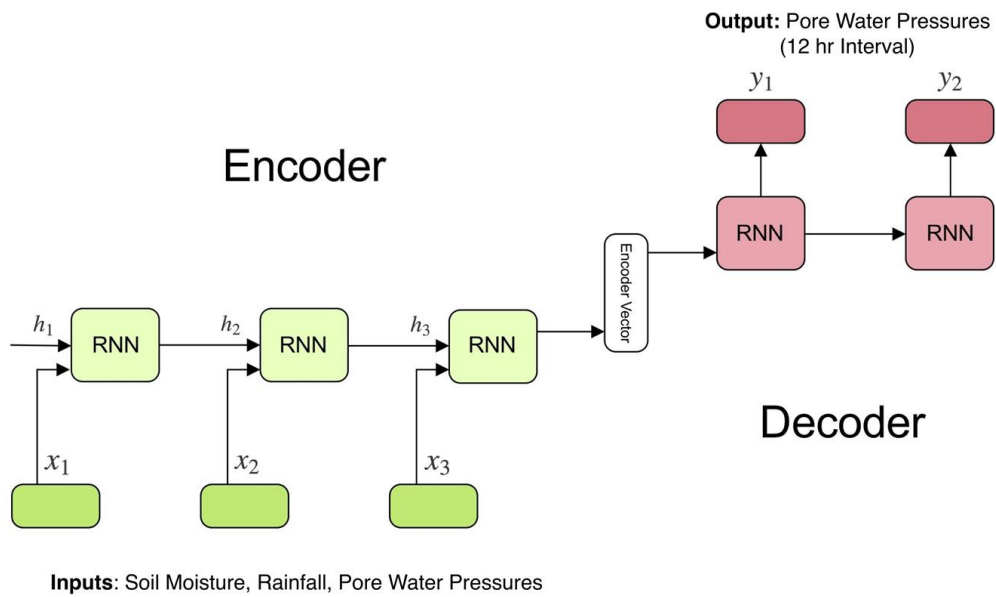 Output: Pore Water Pressures
(12 hr Interval)
y1
y2
Encoder
RNN
RNN
Encoder Vector
h1
RNN
h2
RNN
h3
RNN
Decoder
x1
x2
x3
Inputs: Soil Moisture, Rainfall, Pore Water Pressures